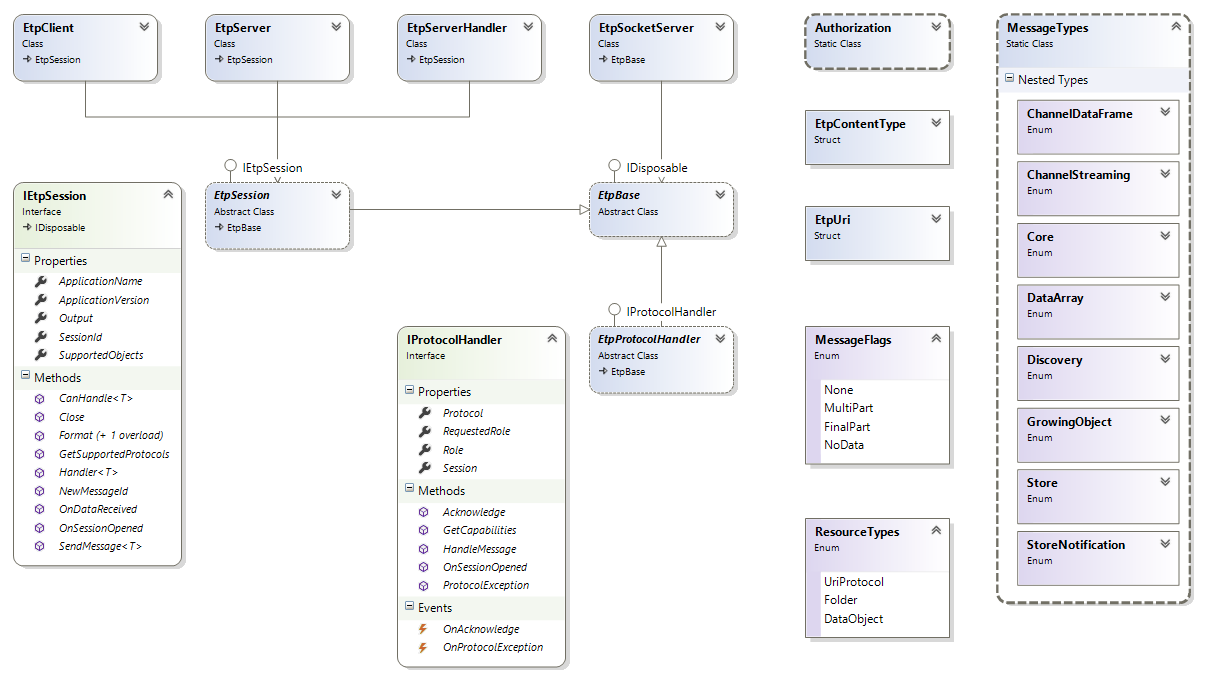 EtpClient
Class
EtpSession
EtpServer
Class
EtpSession
EtpServerHandler
Class
EtpSession
EtpSocketServer
Class
EtpBase
Authorization
Static Class
MessageTypes
Static Class
Nested Types
ChannelDataFrame
Enum
ChannelStreaming
Enum
Core
Enum
DataArray
Enum
Discovery
Enum
GrowingObject
Enum
Store
Enum
StoreNotification
Enum
EtpContentType
Struct
EtpUri
Struct
IEtpSession
EtpSession
Abstract Class
EtpBase
IDisposable
EtpBase
Abstract Class
IEtpSession
Interface
IDisposable
Properties
ApplicationName
ApplicationVersion
Output
SessionId
SupportedObjects
Methods
CanHandle<T>
Close
Format (+ 1 overload)
GetSupportedProtocols
Handler<T>
NewMessageId
OnDataReceived
OnSessionOpened
SendMessage<T>
IProtocolHandler
Interface
Properties
Protocol
RequestedRole
Role
Session
Methods
Acknowledge
GetCapabilities
HandleMessage
OnSessionOpened
ProtocolException
Events
OnAcknowledge
OnProtocolException
IProtocolHandler
EtpProtocolHandler
Abstract Class
EtpBase
MessageFlags
Enum
None
MultiPart
FinalPart
NoData
ResourceTypes
Enum
UriProtocol
Folder
DataObject